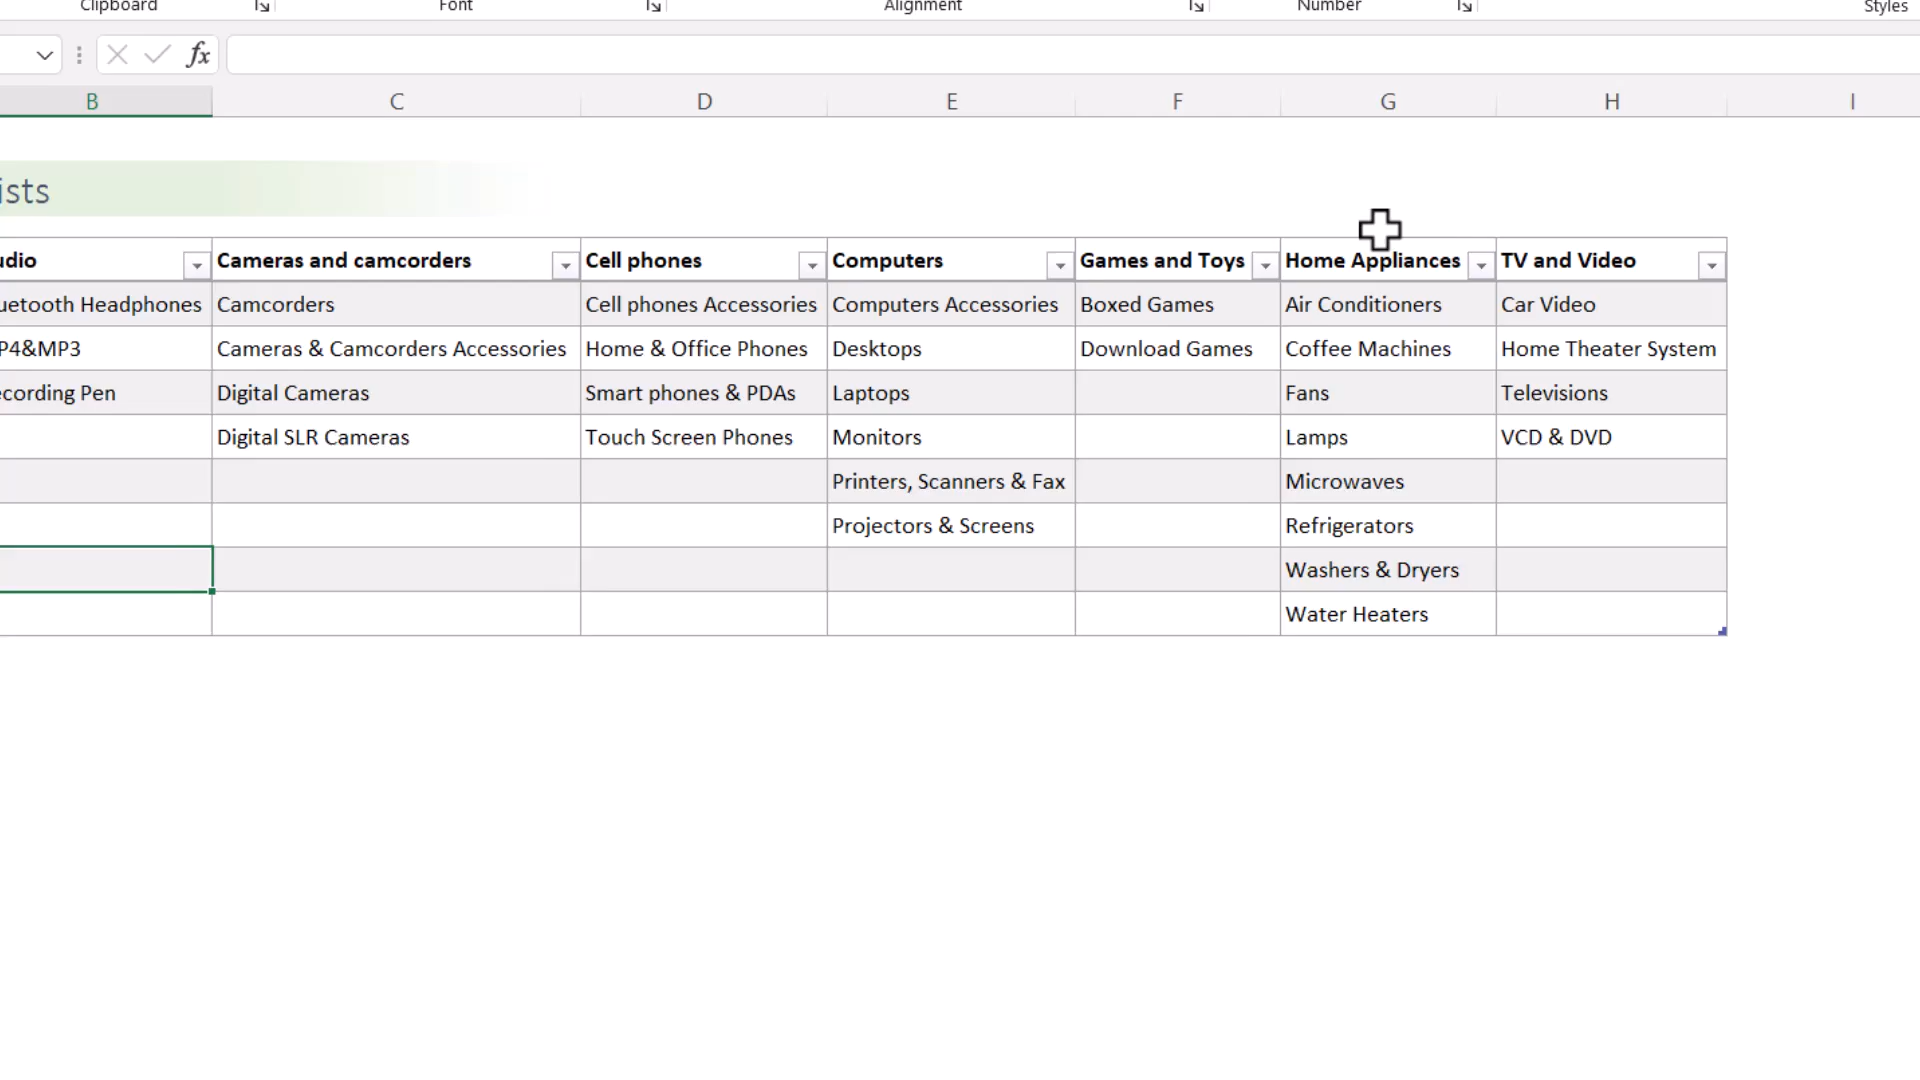 Clipboard Font Alignment Number Styles
fx
B C D E F G H I
ists
udio Cameras and camcorders Cell phones Computers Games and Toys Home Appliances TV and Video
uetooth Headphones Camcorders Cell phones Accessories Computers Accessories Boxed Games Air Conditioners Car Video
P4&MP3 Cameras & Camcorders Accessories Home & Office Phones Desktops Download Games Coffee Machines Home Theater System
ecording Pen Digital Cameras Smart phones & PDAs Laptops Fans Televisions
Digital SLR Cameras Touch Screen Phones Monitors Lamps VCD & DVD
Printers, Scanners & Fax Microwaves
Projectors & Screens Refrigerators
Washers & Dryers
Water Heaters